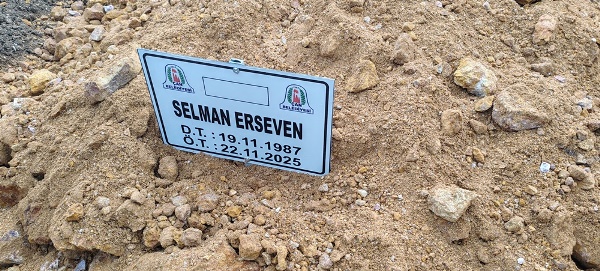 SELMAN ERSEVEN
D.T. : 19.11.1987
Ö.T. : 22.11.2025